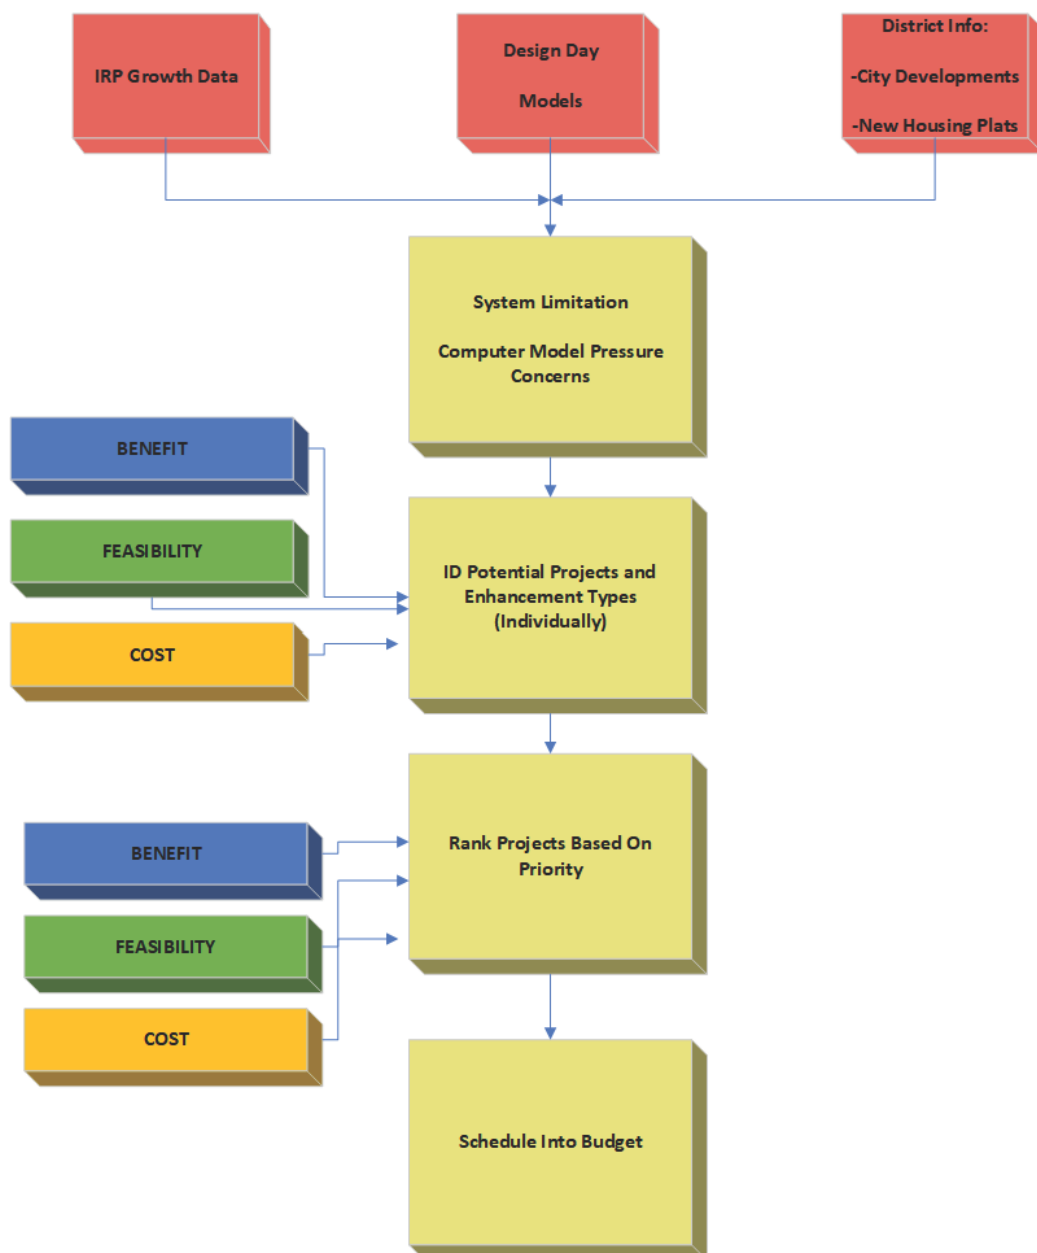 IRP Growth Data
Design Day
Models
District Info:
-City Developments
-New Housing Plats
System Limitation
Computer Model Pressure
Concerns
BENEFIT
FEASIBILITY
COST
ID Potential Projects and
Enhancement Types
(Individually)
BENEFIT
FEASIBILITY
COST
Rank Projects Based On
Priority
Schedule Into Budget